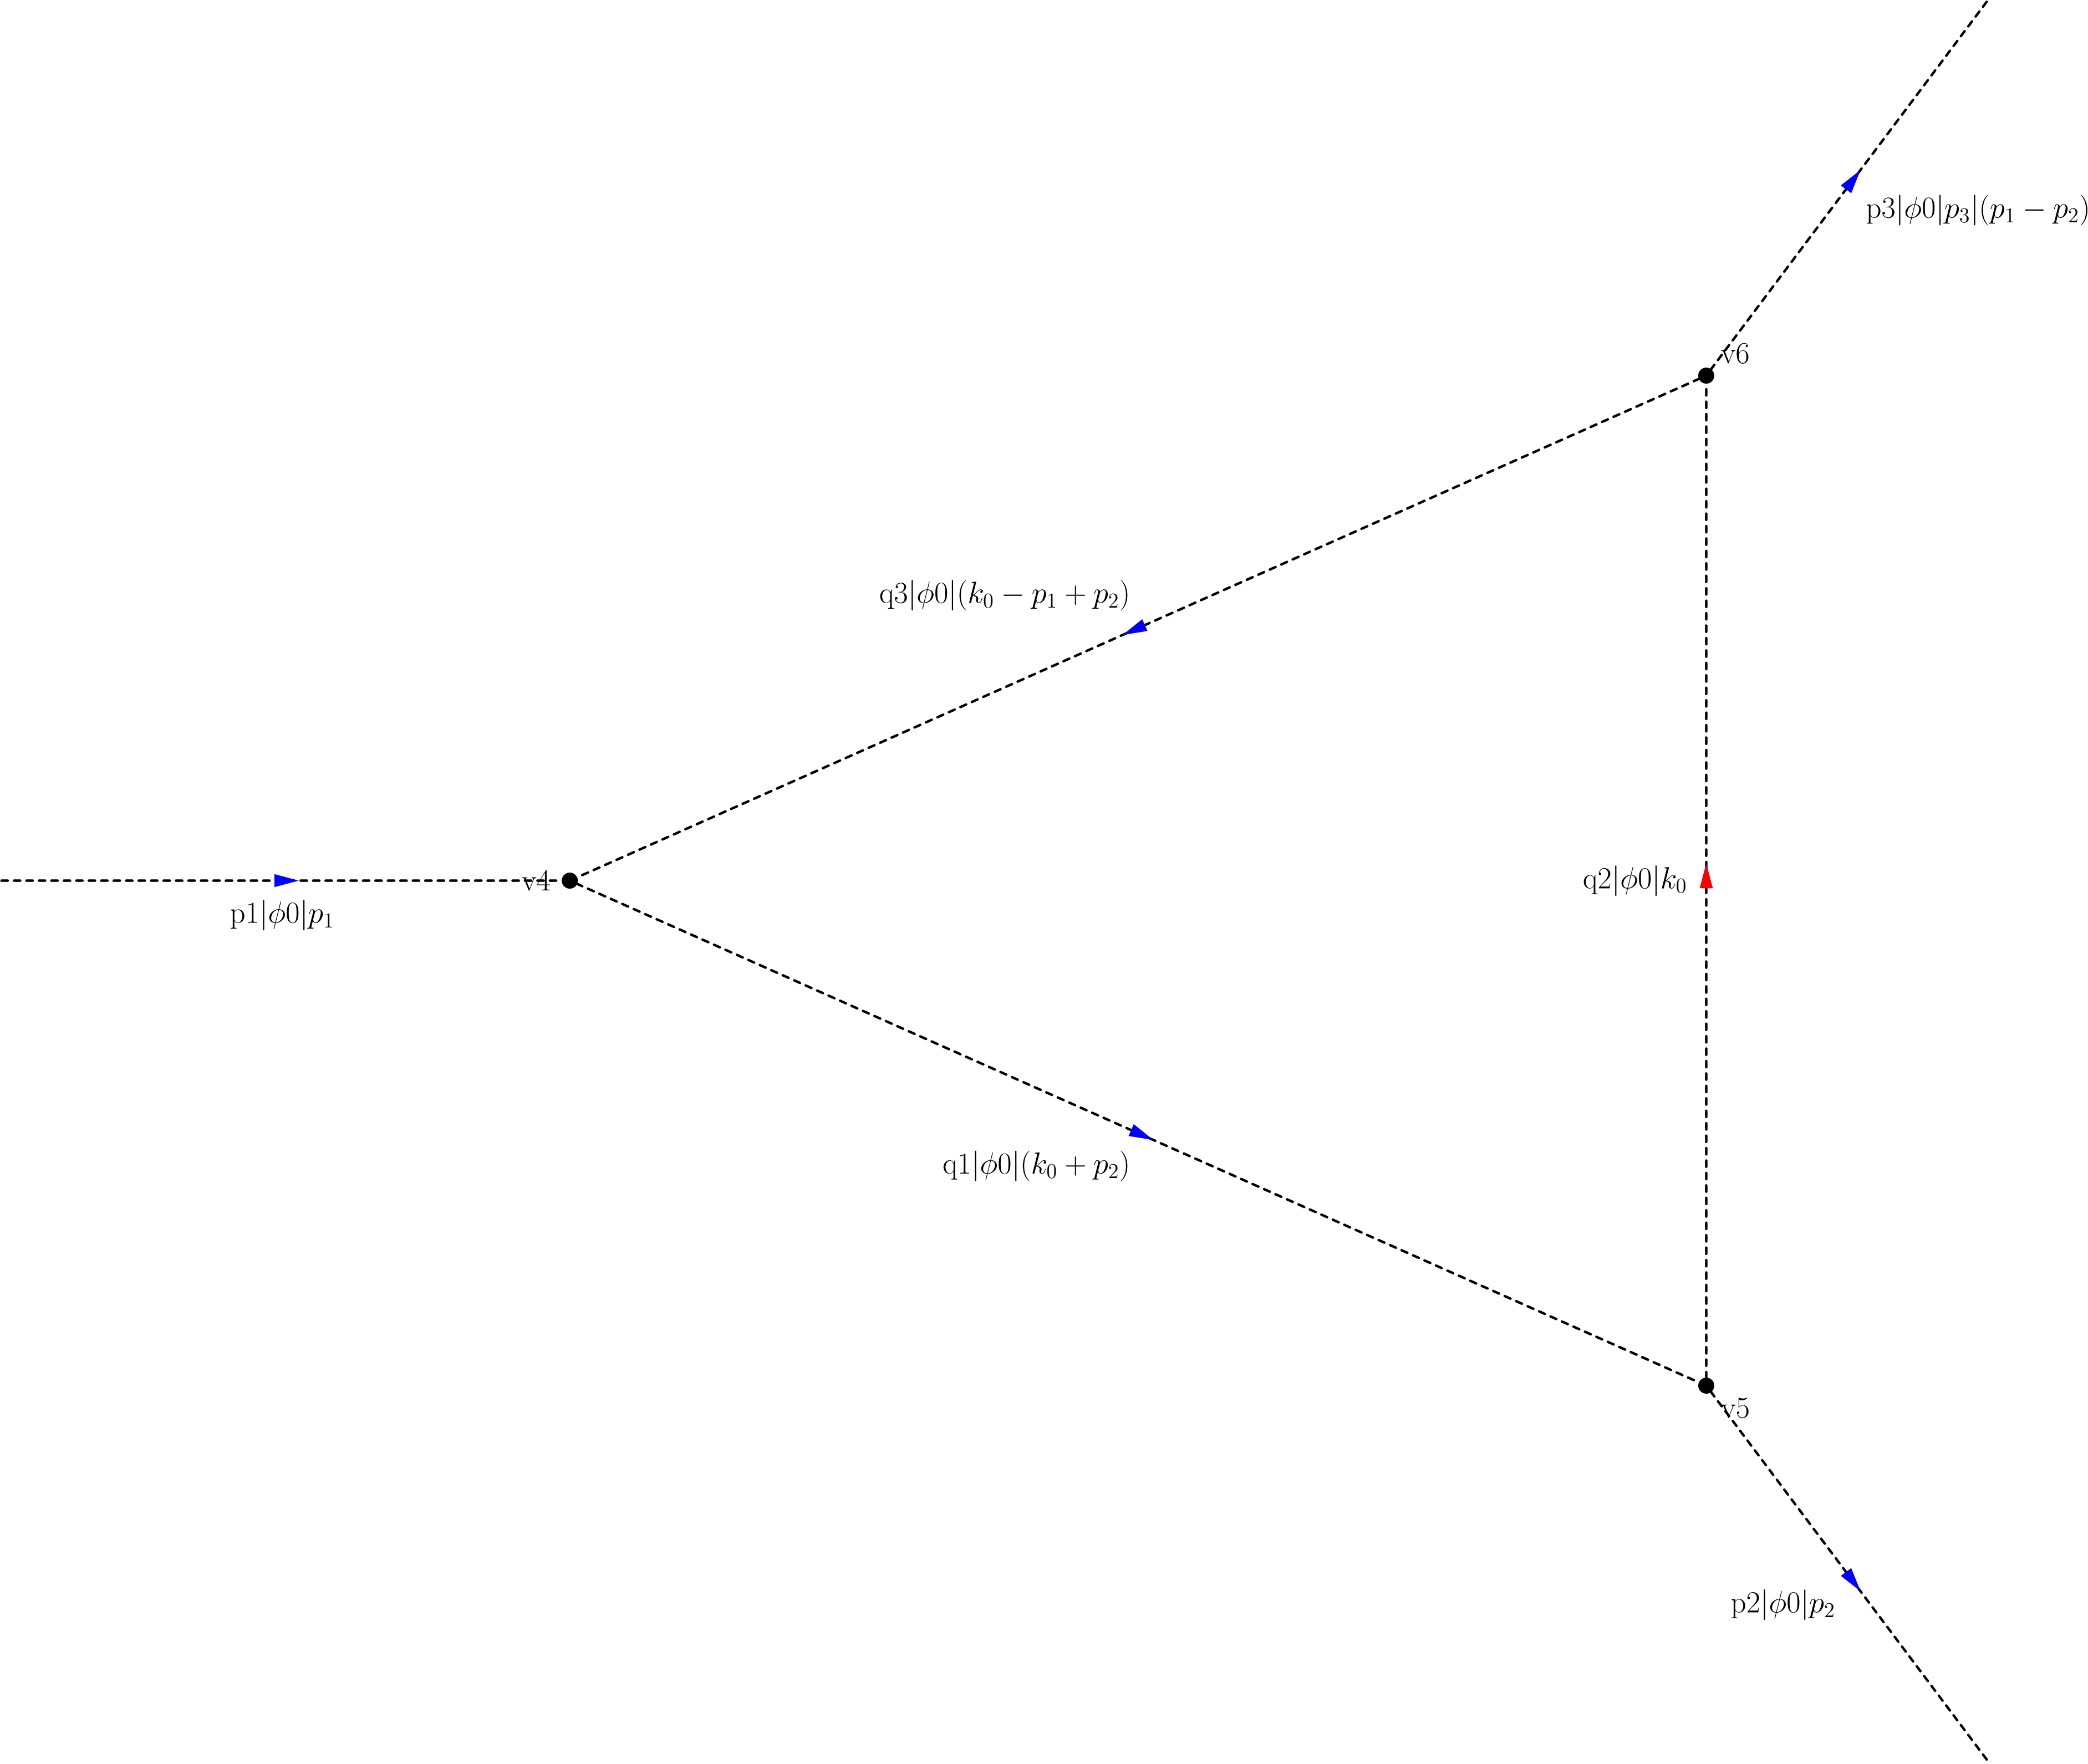 p3|ϕ0|p₃|(p₁ − p₂)
v6
q3|ϕ0|(k₀ − p₁ + p₂)
v4
q2|ϕ0|k₀
p1|ϕ0|p₁
q1|ϕ0|(k₀ + p₂)
v5
p2|ϕ0|p₂